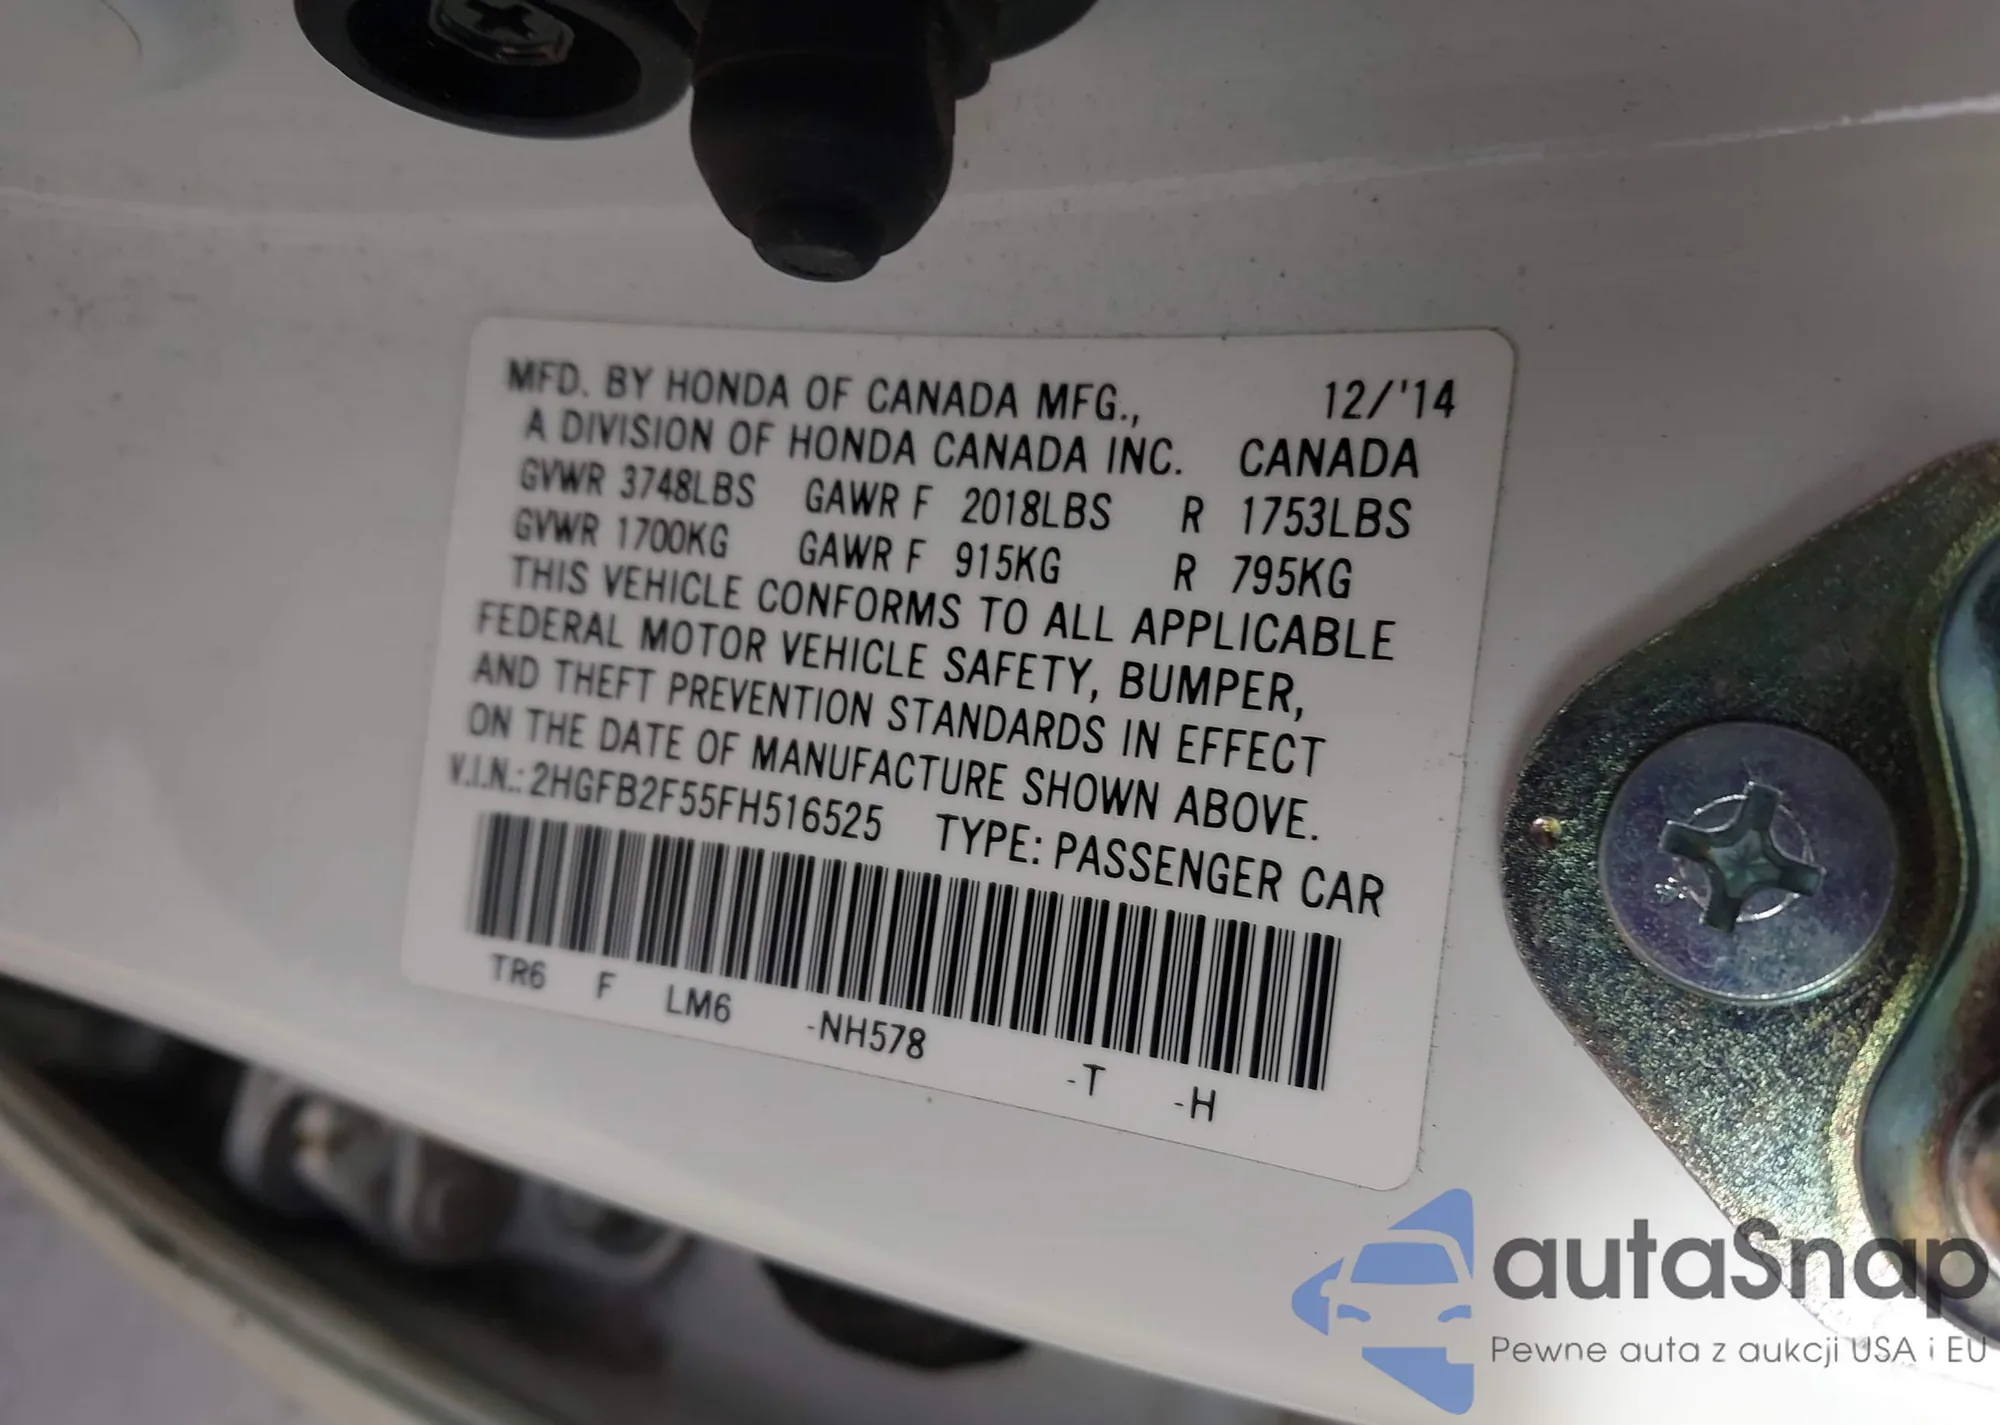 MFD. BY HONDA OF CANADA MFG., 12/'14
A DIVISION OF HONDA CANADA INC. CANADA
GVWR 3748LBS GAWR F 2018LBS R 1753LBS
GVWR 1700KG GAWR F 915KG R 795KG
THIS VEHICLE CONFORMS TO ALL APPLICABLE
FEDERAL MOTOR VEHICLE SAFETY, BUMPER,
AND THEFT PREVENTION STANDARDS IN EFFECT
ON THE DATE OF MANUFACTURE SHOWN ABOVE.
V.I.N.: 2HGFB2F55FH516525 TYPE: PASSENGER CAR
TR6 F LM6 -NH578 -T -H
autaSnap
Pewne auta z aukcji USA i EU